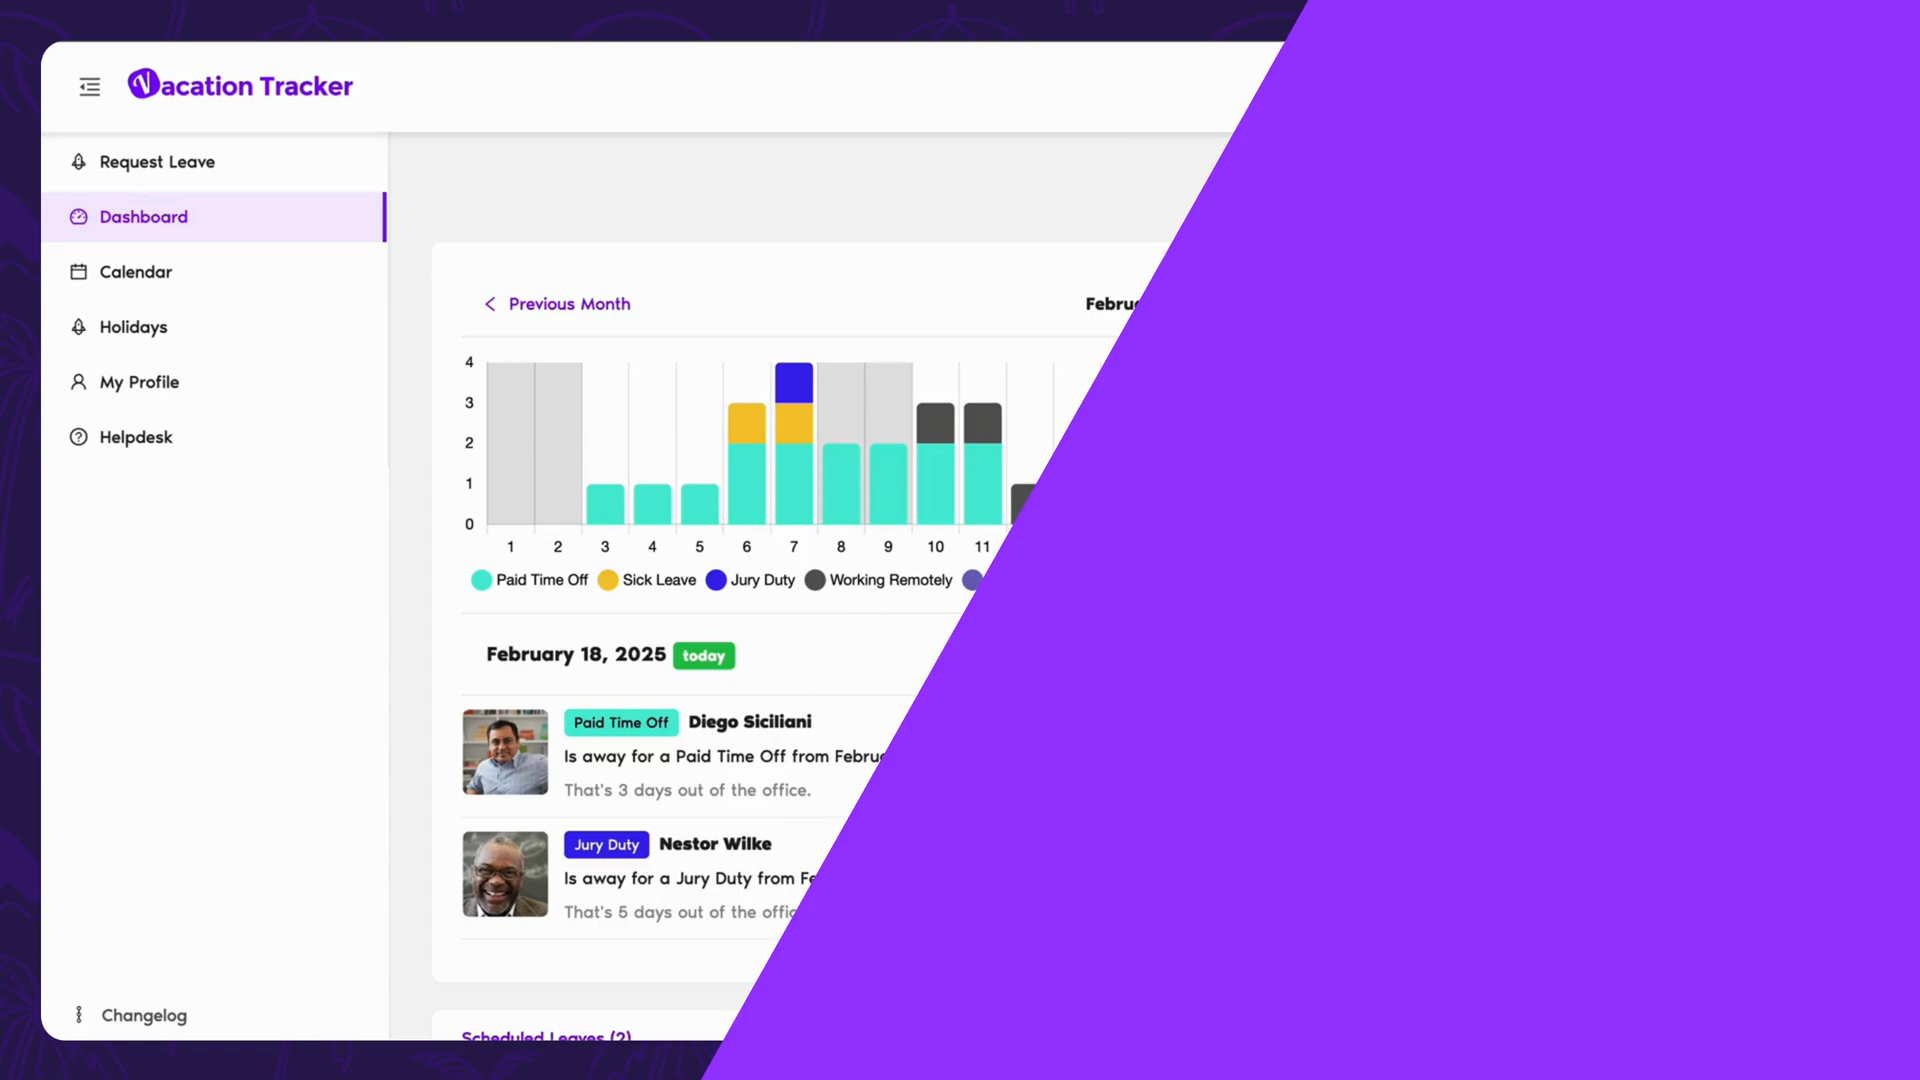 Vacation Tracker
Request Leave
Dashboard
Calendar
Holidays
My Profile
Helpdesk
Changelog
Previous Month
4
3
2
1
0
1 2 3 4 5 6 7 8 9 10 11
Paid Time Off Sick Leave Jury Duty Working Remotely
February 18, 2025 today
Paid Time Off Diego Siciliani
Is away for a Paid Time Off from
That's 3 days out of the office.
Jury Duty Nestor Wilke
Is away for a Jury Duty from
That's 5 days out of the
Scheduled Leaves (2)